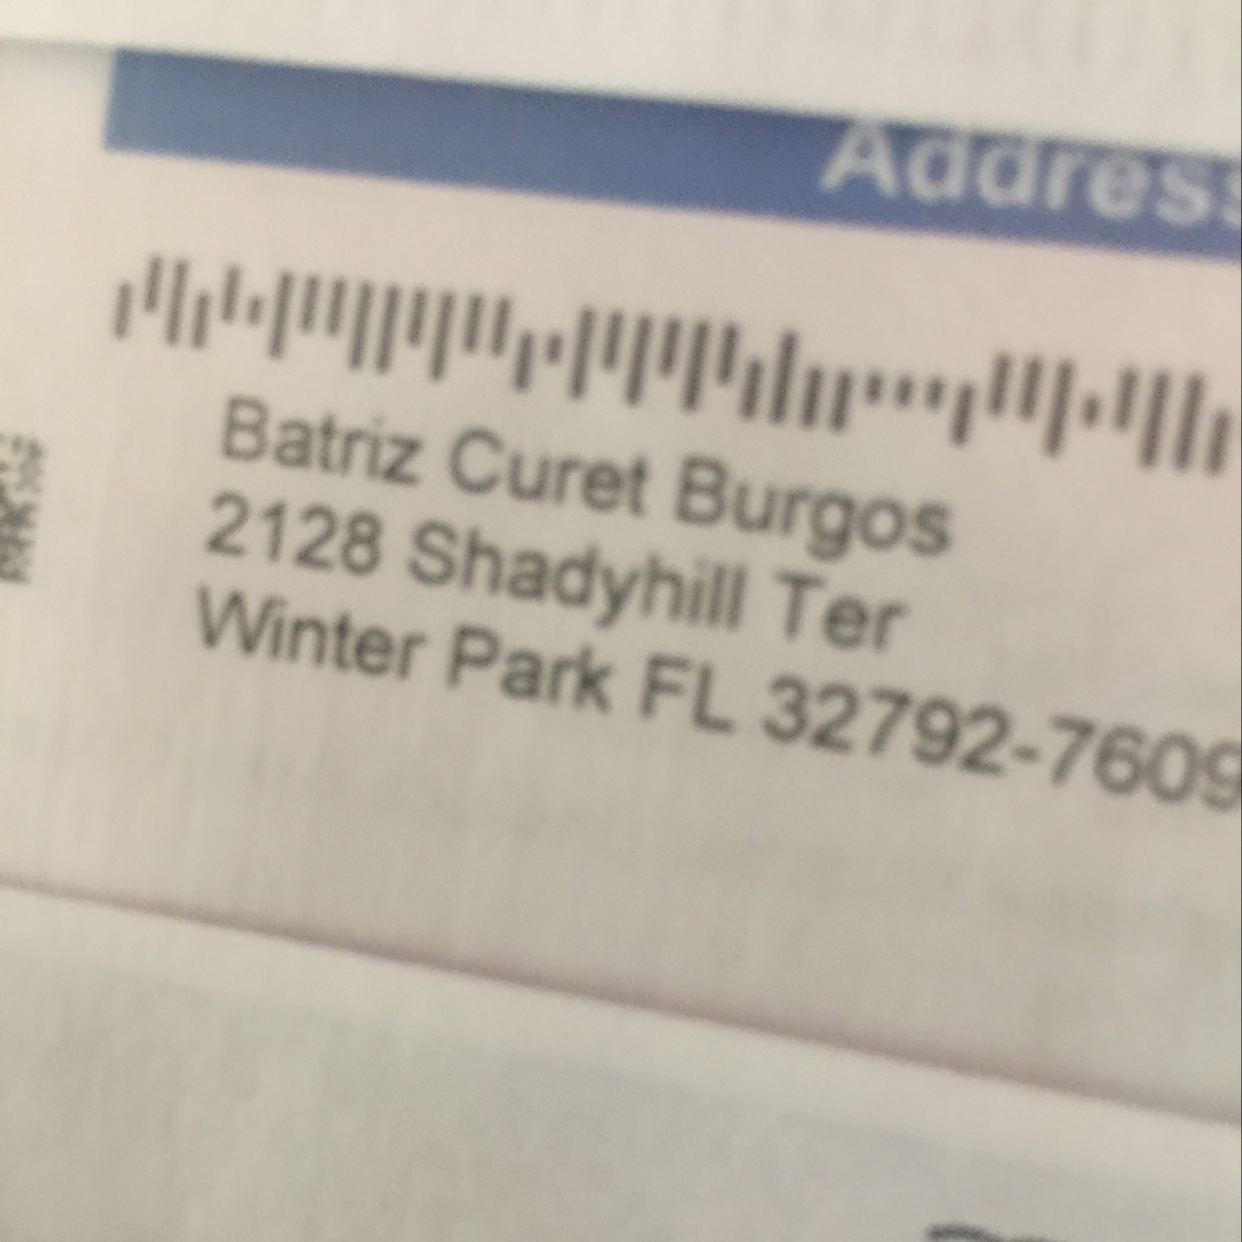 Address
Batriz Curet Burgos
2128 Shadyhill Ter
Winter Park FL 32792-7609